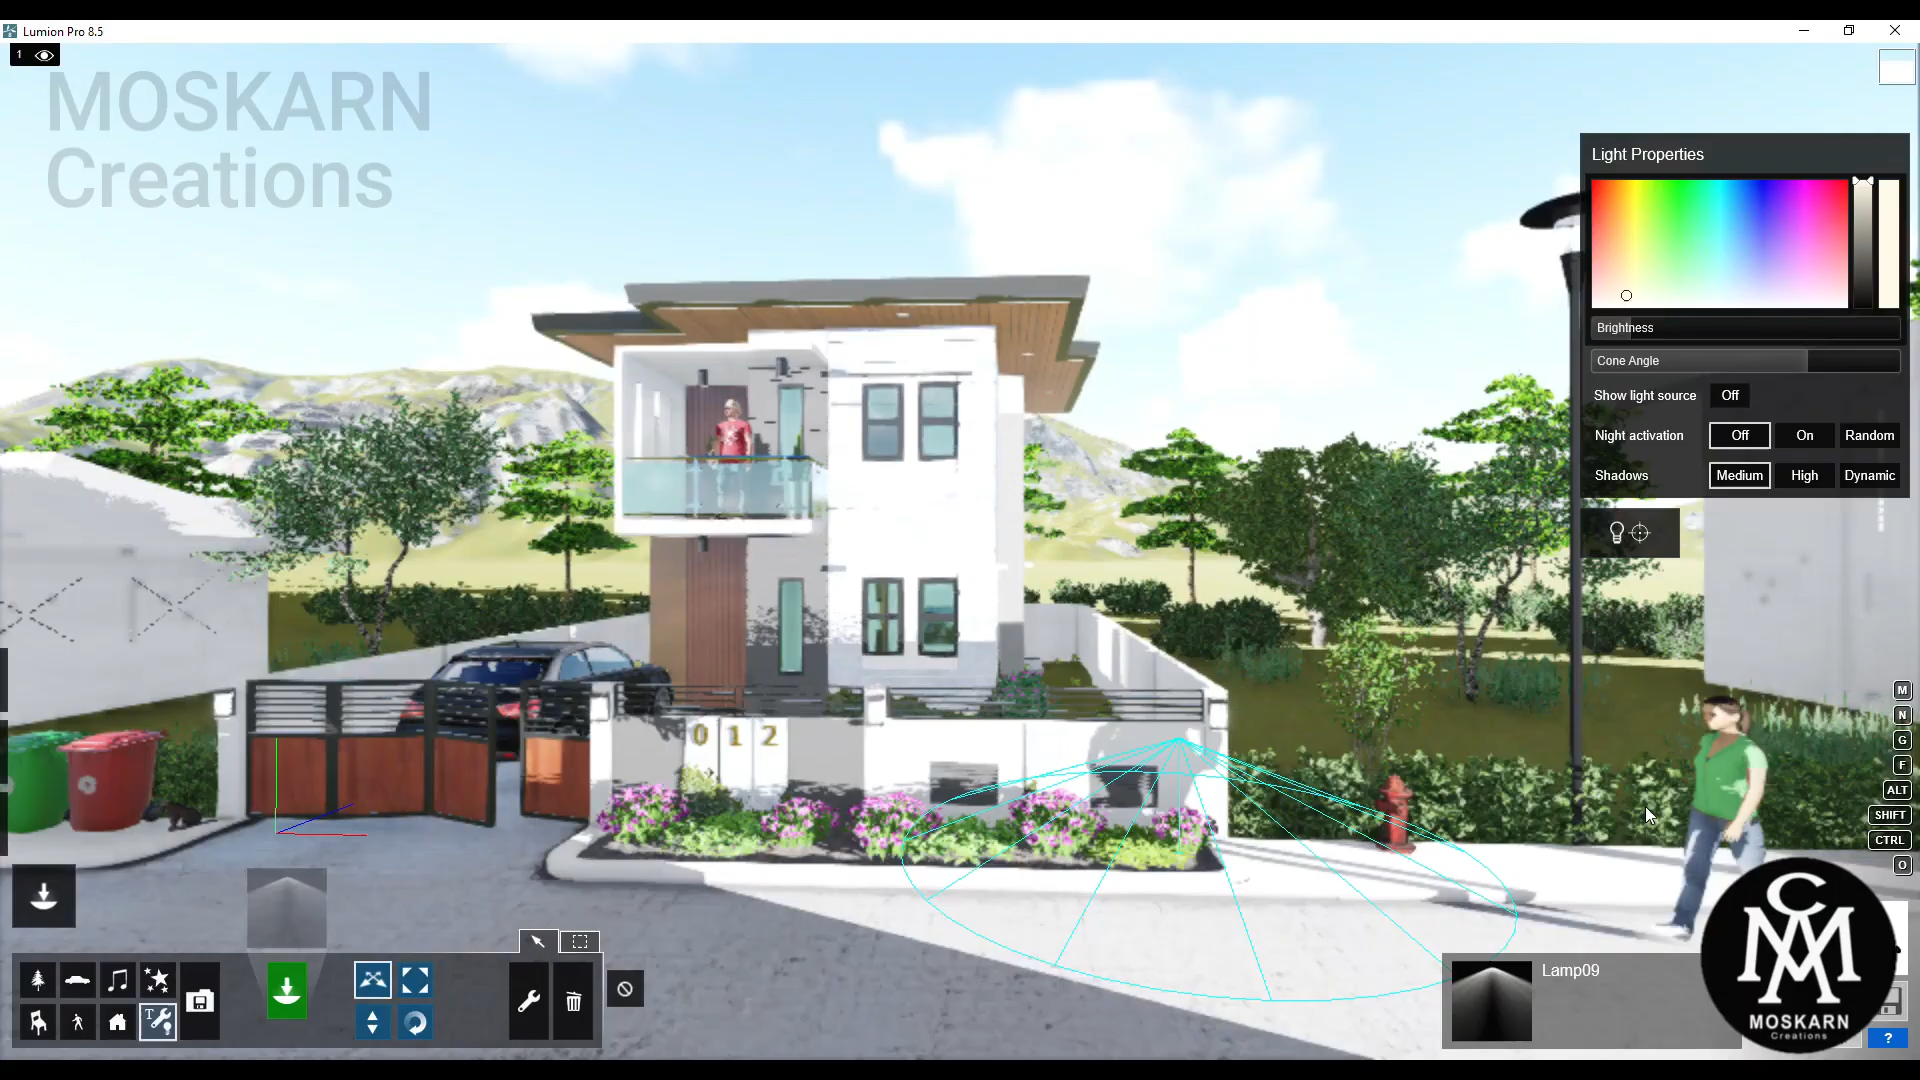 Lumion Pro 8.5
1
MOSKARN
Creations
Light Properties
Brightness
Cone Angle
Show light source Off
Night activation Off On Random
Shadows Medium High Dynamic
0 1 2
M
N
G
F
ALT
SHIFT
CTRL
O
Lamp09
T
CMA
MOSKARN
Creations
?